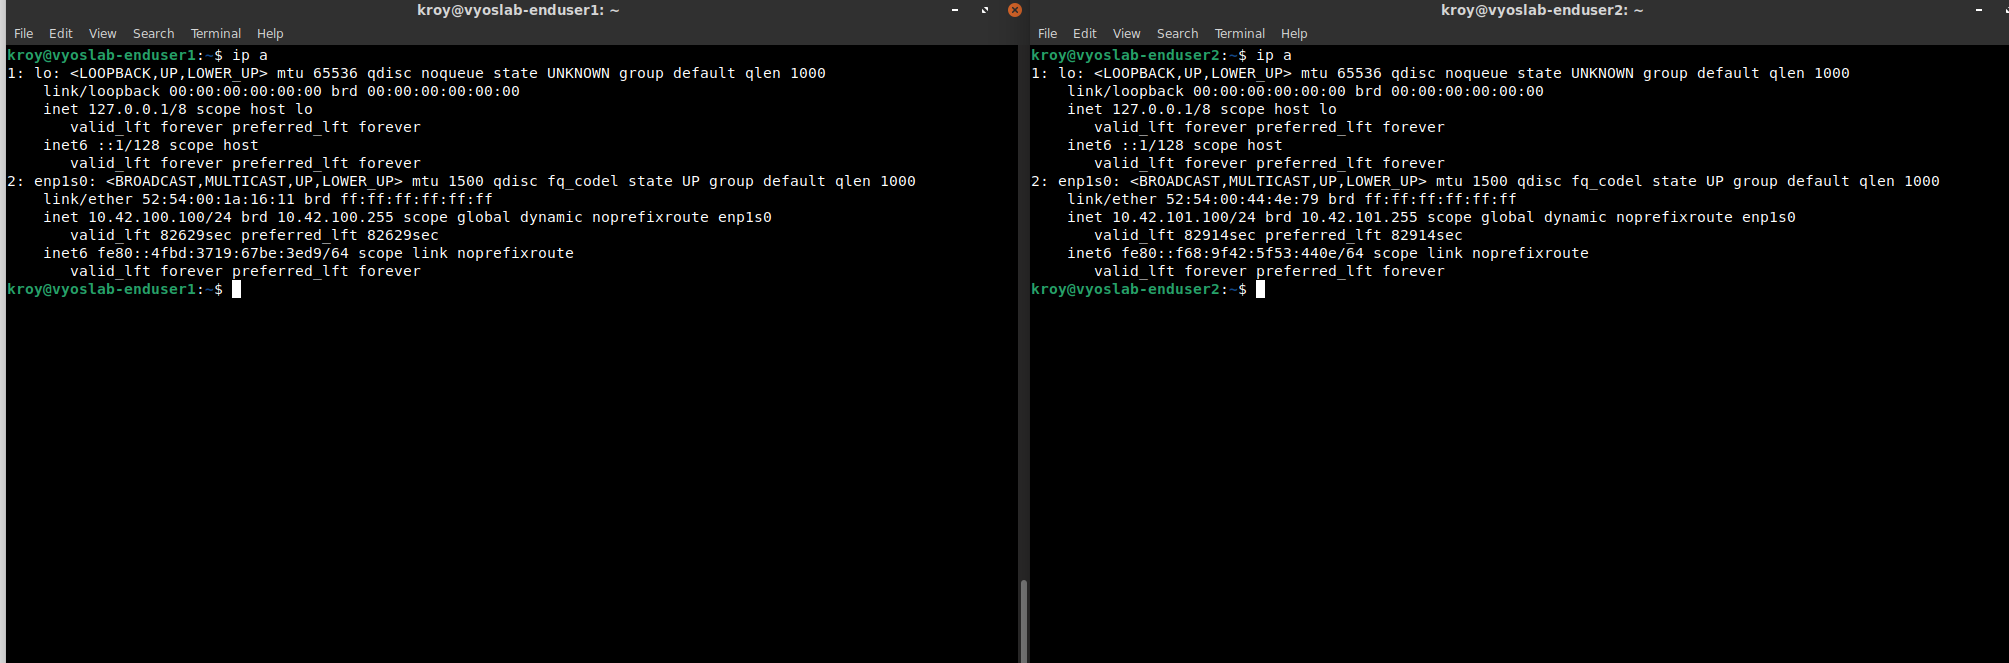 kroy@vyoslab-enduser1: ~
File Edit View Search Terminal Help
kroy@vyoslab-enduser1:~$ ip a
1: lo: <LOOPBACK,UP,LOWER_UP> mtu 65536 qdisc noqueue state UNKNOWN group default qlen 1000
    link/loopback 00:00:00:00:00:00 brd 00:00:00:00:00:00
    inet 127.0.0.1/8 scope host lo
       valid_lft forever preferred_lft forever
    inet6 ::1/128 scope host
       valid_lft forever preferred_lft forever
2: enp1s0: <BROADCAST,MULTICAST,UP,LOWER_UP> mtu 1500 qdisc fq_codel state UP group default qlen 1000
    link/ether 52:54:00:1a:16:11 brd ff:ff:ff:ff:ff:ff
    inet 10.42.100.100/24 brd 10.42.100.255 scope global dynamic noprefixroute enp1s0
       valid_lft 82629sec preferred_lft 82629sec
    inet6 fe80::4fbd:3719:67be:3ed9/64 scope link noprefixroute
       valid_lft forever preferred_lft forever
kroy@vyoslab-enduser1:~$
kroy@vyoslab-enduser2: ~
File Edit View Search Terminal Help
kroy@vyoslab-enduser2:~$ ip a
1: lo: <LOOPBACK,UP,LOWER_UP> mtu 65536 qdisc noqueue state UNKNOWN group default qlen 1000
    link/loopback 00:00:00:00:00:00 brd 00:00:00:00:00:00
    inet 127.0.0.1/8 scope host lo
       valid_lft forever preferred_lft forever
    inet6 ::1/128 scope host
       valid_lft forever preferred_lft forever
2: enp1s0: <BROADCAST,MULTICAST,UP,LOWER_UP> mtu 1500 qdisc fq_codel state UP group default qlen 1000
    link/ether 52:54:00:44:4e:79 brd ff:ff:ff:ff:ff:ff
    inet 10.42.101.100/24 brd 10.42.101.255 scope global dynamic noprefixroute enp1s0
       valid_lft 82914sec preferred_lft 82914sec
    inet6 fe80::f68:9f42:5f53:440e/64 scope link noprefixroute
       valid_lft forever preferred_lft forever
kroy@vyoslab-enduser2:~$